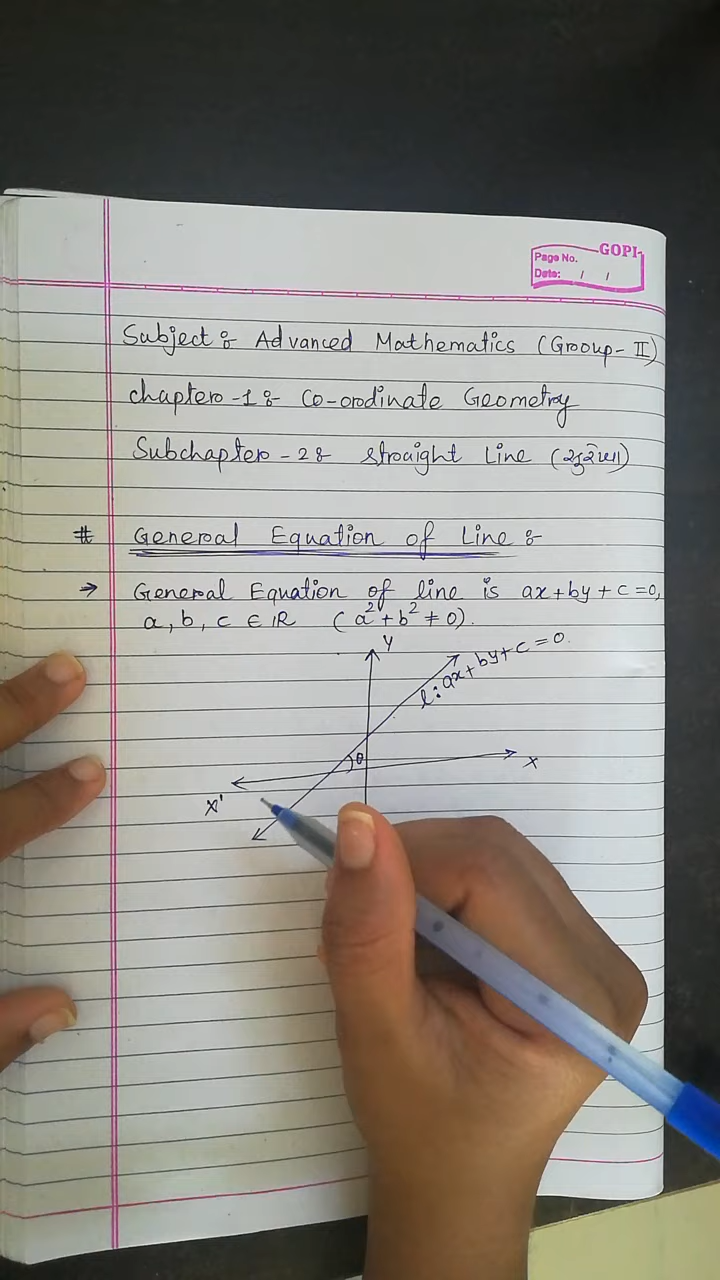 GOPI
Page No.
Date: / /
Subject : Advanced Mathematics (Group - II)
chapter - 1 : Co-ordinate Geometry
Subchapter - 2 : straight Line (સુરેખા)
# General Equation of Line :-
→ General Equation of line is ax + by + c = 0,
a, b, c ∈ R (a² + b² ≠ 0).
Y
l : ax + by + c = 0.
θ
X
X'